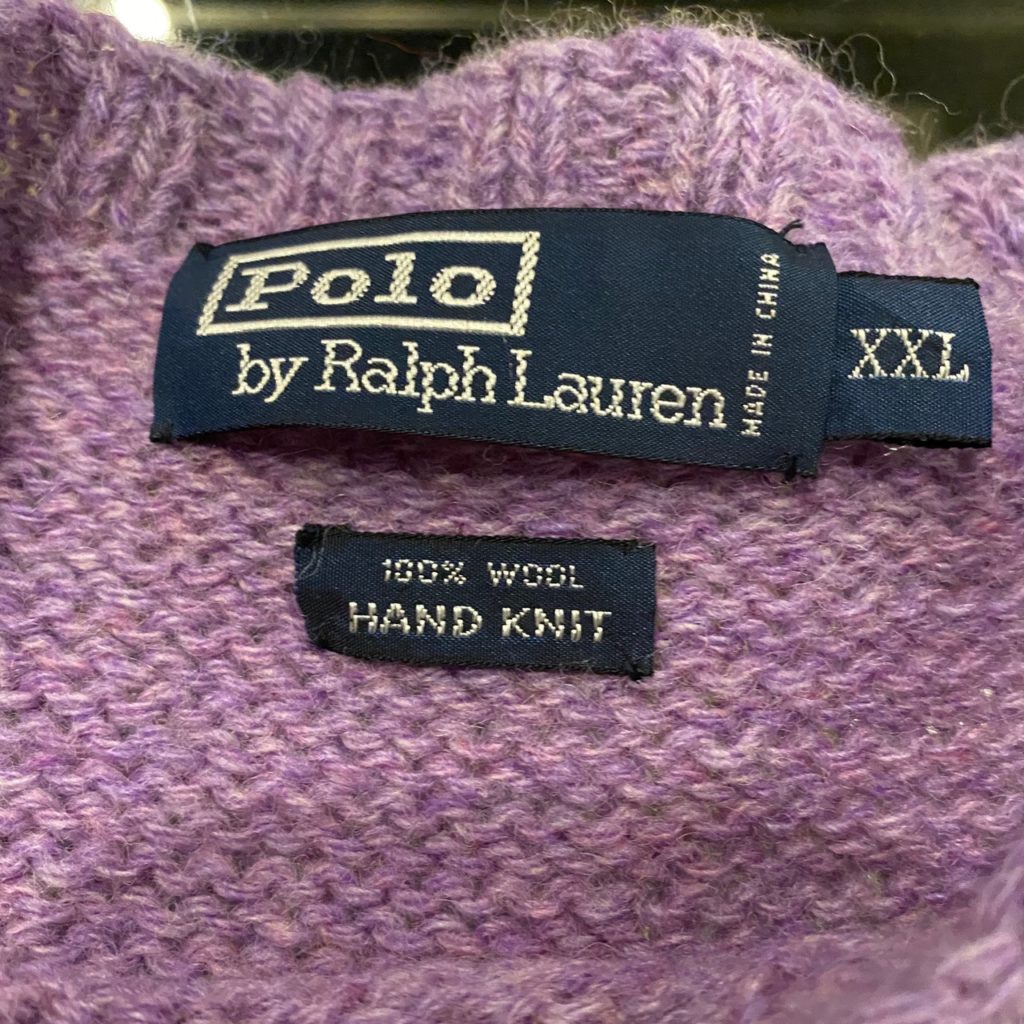 Polo
by Ralph Lauren
MADE IN CHINA
XXL
100% WOOL
HAND KNIT